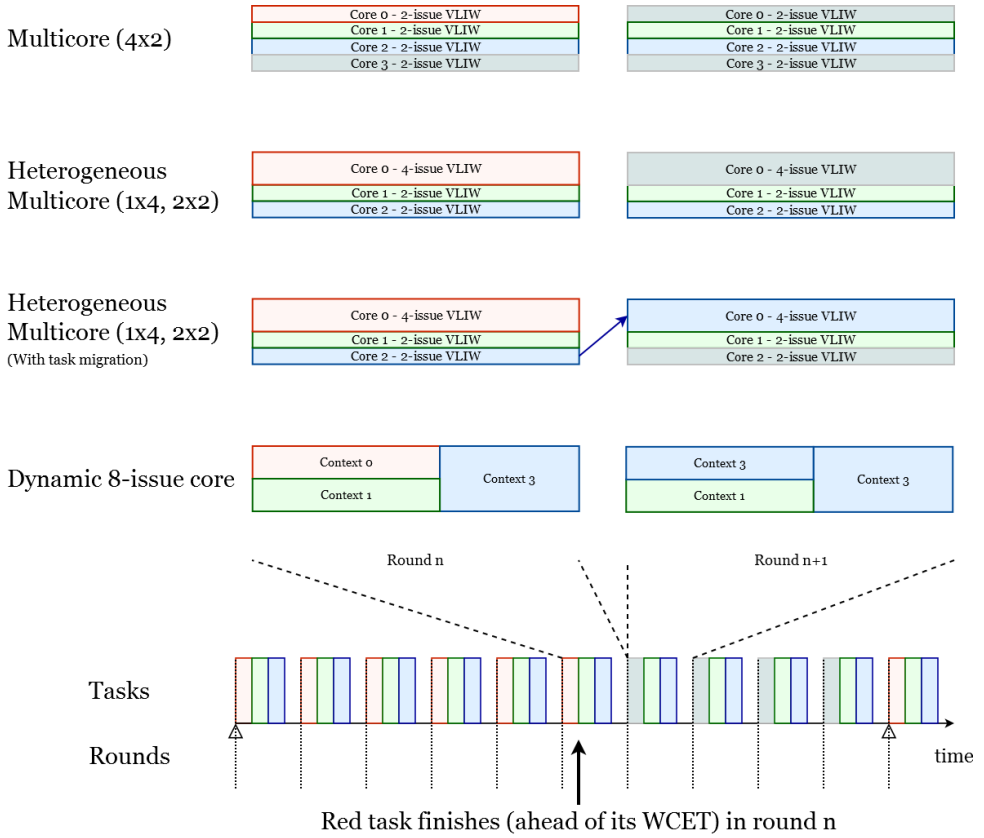 Multicore (4x2)
Core 0 - 2-issue VLIW
Core 1 - 2-issue VLIW
Core 2 - 2-issue VLIW
Core 3 - 2-issue VLIW
Core 0 - 2-issue VLIW
Core 1 - 2-issue VLIW
Core 2 - 2-issue VLIW
Core 3 - 2-issue VLIW
Heterogeneous
Multicore (1x4, 2x2)
Core 0 - 4-issue VLIW
Core 1 - 2-issue VLIW
Core 2 - 2-issue VLIW
Core 0 - 4-issue VLIW
Core 1 - 2-issue VLIW
Core 2 - 2-issue VLIW
Heterogeneous
Multicore (1x4, 2x2)
(With task migration)
Core 0 - 4-issue VLIW
Core 1 - 2-issue VLIW
Core 2 - 2-issue VLIW
Core 0 - 4-issue VLIW
Core 1 - 2-issue VLIW
Core 2 - 2-issue VLIW
Dynamic 8-issue core
Context 0
Context 1
Context 3
Context 3
Context 1
Context 3
Round n
Round n+1
Tasks
Rounds
time
Red task finishes (ahead of its WCET) in round n